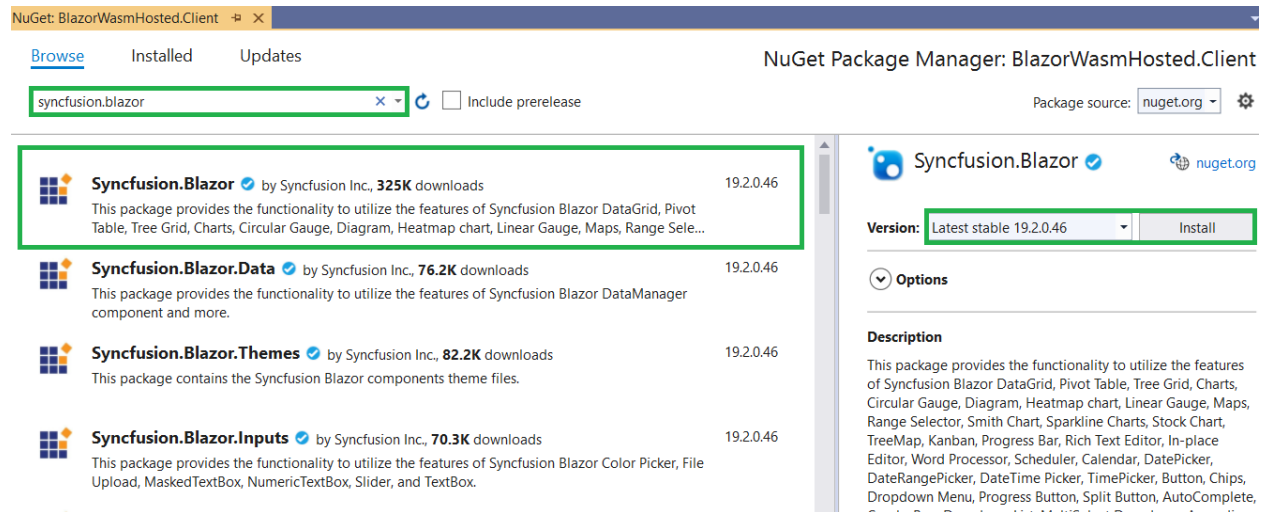 NuGet: BlazorWasmHosted.Client
Browse Installed Updates
NuGet Package Manager: BlazorWasmHosted.Client
syncfusion.blazor
Include prerelease
Package source: nuget.org
Syncfusion.Blazor by Syncfusion Inc., 325K downloads 19.2.0.46
This package provides the functionality to utilize the features of Syncfusion Blazor DataGrid, Pivot
Table, Tree Grid, Charts, Circular Gauge, Diagram, Heatmap chart, Linear Gauge, Maps, Range Sele...
Syncfusion.Blazor.Data by Syncfusion Inc., 76.2K downloads 19.2.0.46
This package provides the functionality to utilize the features of Syncfusion Blazor DataManager
component and more.
Syncfusion.Blazor.Themes by Syncfusion Inc., 82.2K downloads 19.2.0.46
This package contains the Syncfusion Blazor components theme files.
Syncfusion.Blazor.Inputs by Syncfusion Inc., 70.3K downloads 19.2.0.46
This package provides the functionality to utilize the features of Syncfusion Blazor Color Picker, File
Upload, MaskedTextBox, NumericTextBox, Slider, and TextBox.
Syncfusion.Blazor nuget.org
Version: Latest stable 19.2.0.46 Install
Options
Description
This package provides the functionality to utilize the features
of Syncfusion Blazor DataGrid, Pivot Table, Tree Grid, Charts,
Circular Gauge, Diagram, Heatmap chart, Linear Gauge, Maps,
Range Selector, Smith Chart, Sparkline Charts, Stock Chart,
TreeMap, Kanban, Progress Bar, Rich Text Editor, In-place
Editor, Word Processor, Scheduler, Calendar, DatePicker,
DateRangePicker, DateTime Picker, TimePicker, Button, Chips,
Dropdown Menu, Progress Button, Split Button, AutoComplete,